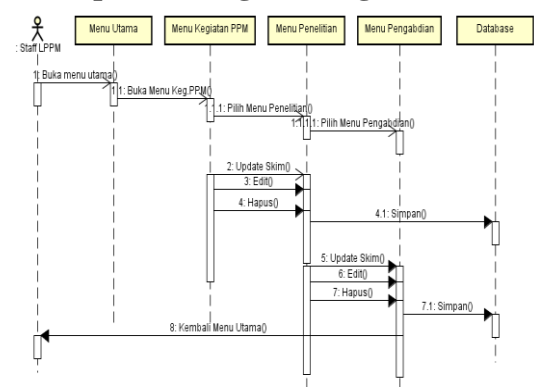 Menu Utama
Menu Kegiatan PPM
Menu Penelitian
Menu Pengabdian
Database
: Staff LPPM
1: Buka menu utama()
1.1: Buka Menu Keg.PPM()
1.1.1: Pilih Menu Penelitian()
1.1.1.1: Pilih Menu Pengabdian()
2: Update Skim()
3: Edit()
4: Hapus()
4.1: Simpan()
5: Update Skim()
6: Edit()
7: Hapus()
7.1: Simpan()
8: Kembali Menu Utama()